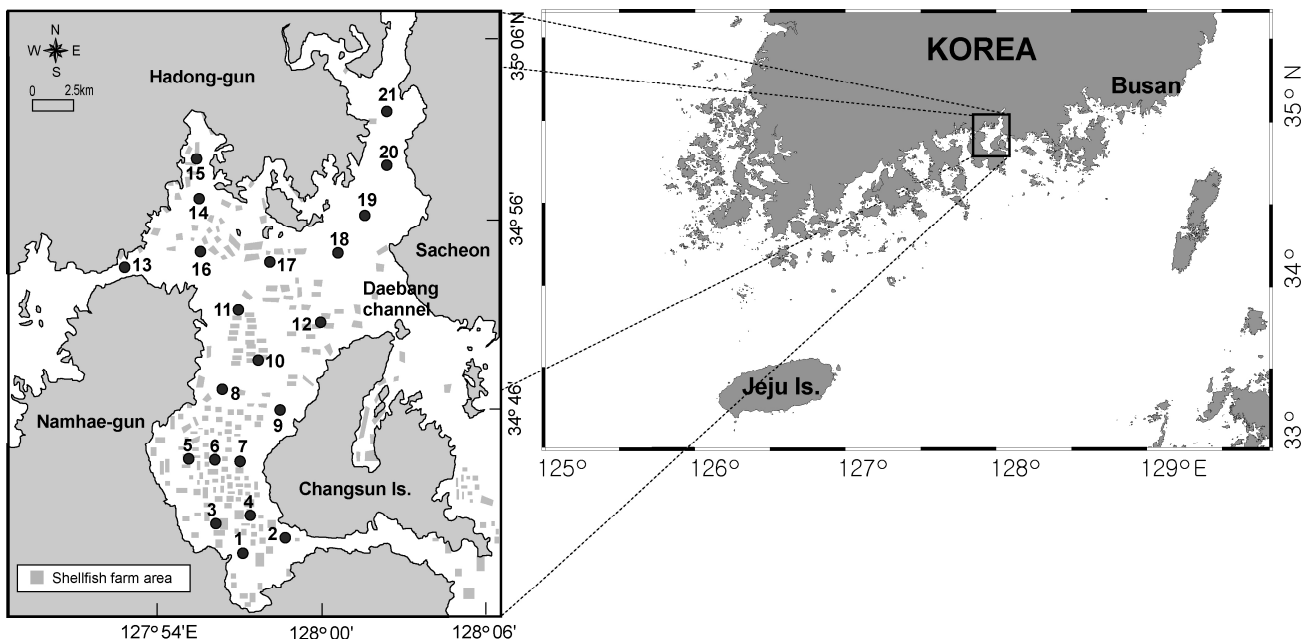 N
W E
S
0 2.5km
Hadong-gun
21
20
15
19
14
18
Sacheon
16
17
13
Daebang
channel
11
12
10
8
9
Namhae-gun
5 6 7
Changsun Is.
4
3
2
1
Shellfish farm area
127°54'E 128°00' 128°06'
35°06'N
34°56'
34°46'
KOREA
Busan
Jeju Is.
35° N
34°
33°
125° 126° 127° 128° 129°E